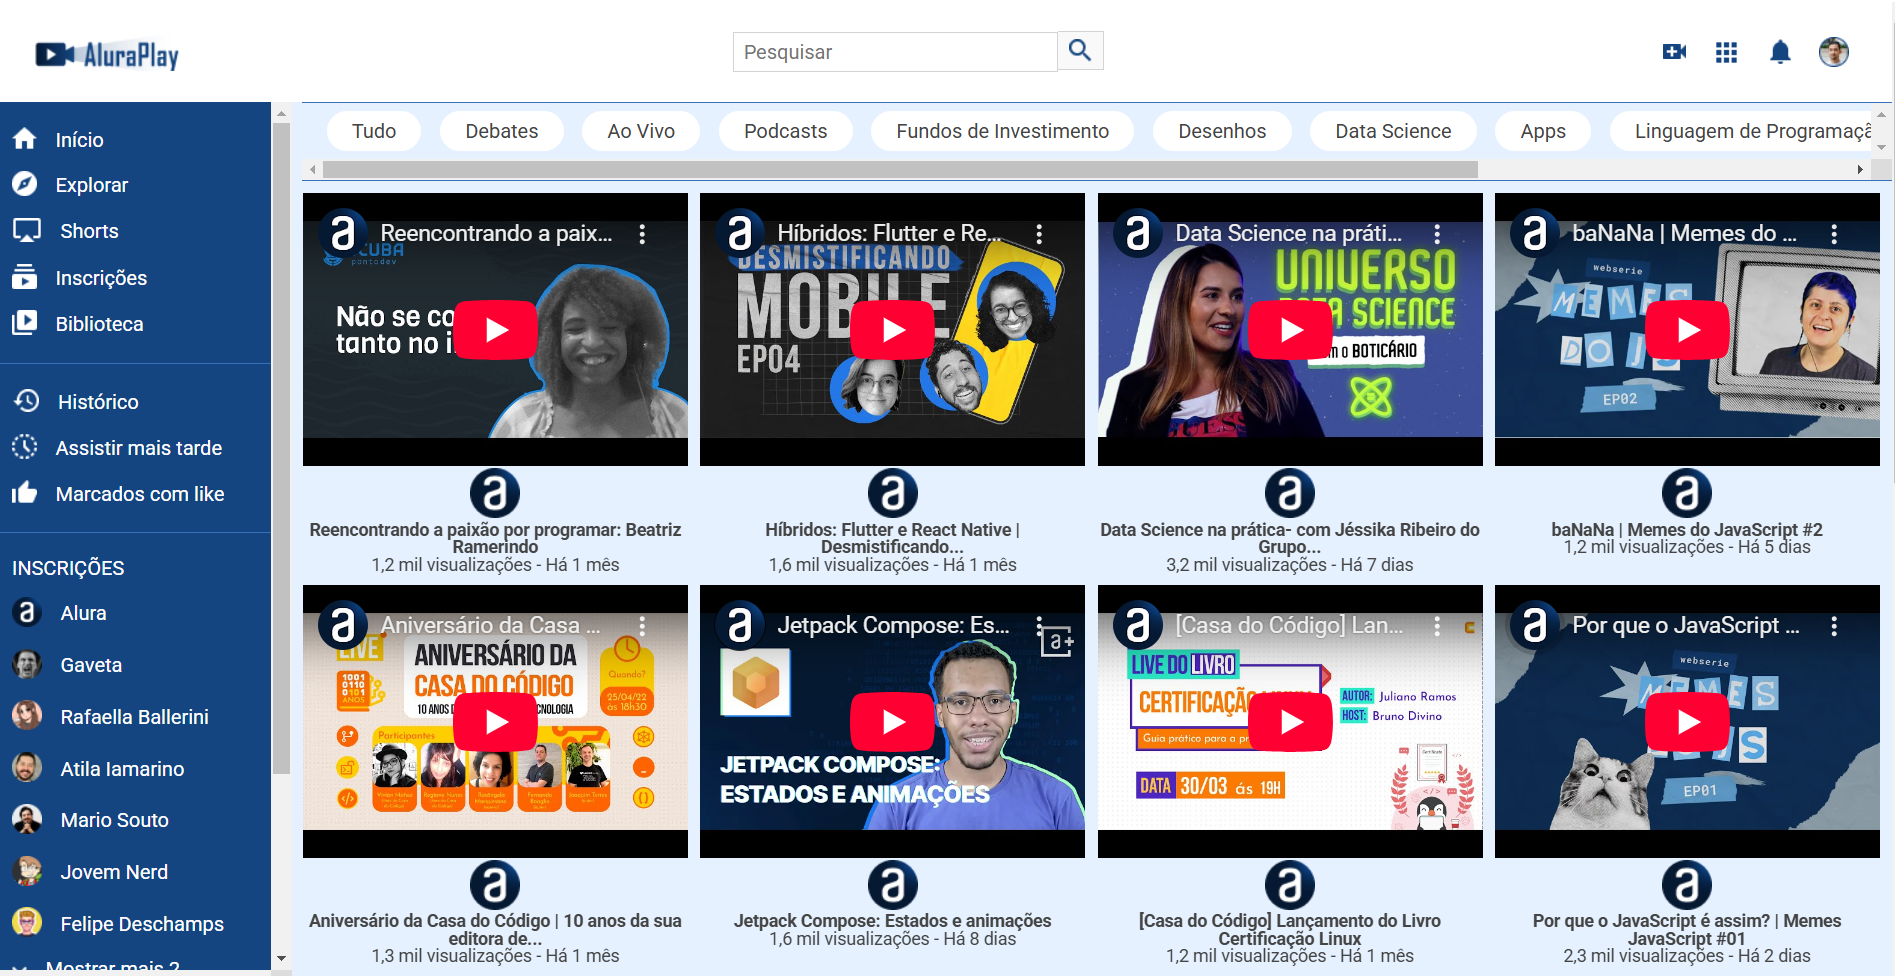 AluraPlay
Pesquisar
Início
Explorar
Shorts
Inscrições
Biblioteca
Histórico
Assistir mais tarde
Marcados com like
INSCRIÇÕES
Alura
Gaveta
Rafaella Ballerini
Atila Iamarino
Mario Souto
Jovem Nerd
Felipe Deschamps
Mostrar mais 2
Tudo
Debates
Ao Vivo
Podcasts
Fundos de Investimento
Desenhos
Data Science
Apps
Linguagem de Programaçã
a
Reencontrando a paix...
CUBA
pontodev
Não se co
tanto no i
a
Reencontrando a paixão por programar: Beatriz
Ramerindo
1,2 mil visualizações - Há 1 mês
a
Híbridos: Flutter e Re...
DESMISTIFICANDO
MOBILE
EP04
a
Híbridos: Flutter e React Native |
Desmistificando...
1,6 mil visualizações - Há 1 mês
a
Data Science na práti...
UNIVERSO
DATA SCIENCE
com o BOTICÁRIO
a
Data Science na prática- com Jéssika Ribeiro do
Grupo...
3,2 mil visualizações - Há 7 dias
a
baNaNa | Memes do ...
webserie
MEMES
DO JS
EP02
a
baNaNa | Memes do JavaScript #2
1,2 mil visualizações - Há 5 dias
a
Aniversário da Casa ...
LIVE
ANIVERSÁRIO DA
CASA DO CÓDIGO
10 ANOS D
CNOLOGIA
1001
0110
0101
ANOS
Quando?
25/04/22
às 18h30
Participantes
a
Aniversário da Casa do Código | 10 anos da sua
editora de...
1,3 mil visualizações - Há 1 mês
a
Jetpack Compose: Es...
a+
JETPACK COMPOSE:
ESTADOS E ANIMAÇÕES
a
Jetpack Compose: Estados e animações
1,6 mil visualizações - Há 8 dias
a
[Casa do Código] Lan...
LIVE DO LIVRO
CERTIFICAÇÃO LINUX
Guia prático para a pr
AUTOR: Juliano Ramos
HOST: Bruno Divino
DATA 30/03 às 19H
Certificate
a
[Casa do Código] Lançamento do Livro
Certificação Linux
1,2 mil visualizações - Há 1 mês
a
Por que o JavaScript ...
webserie
MEMES
JS
EP01
a
Por que o JavaScript é assim? | Memes
JavaScript #01
2,3 mil visualizações - Há 2 dias